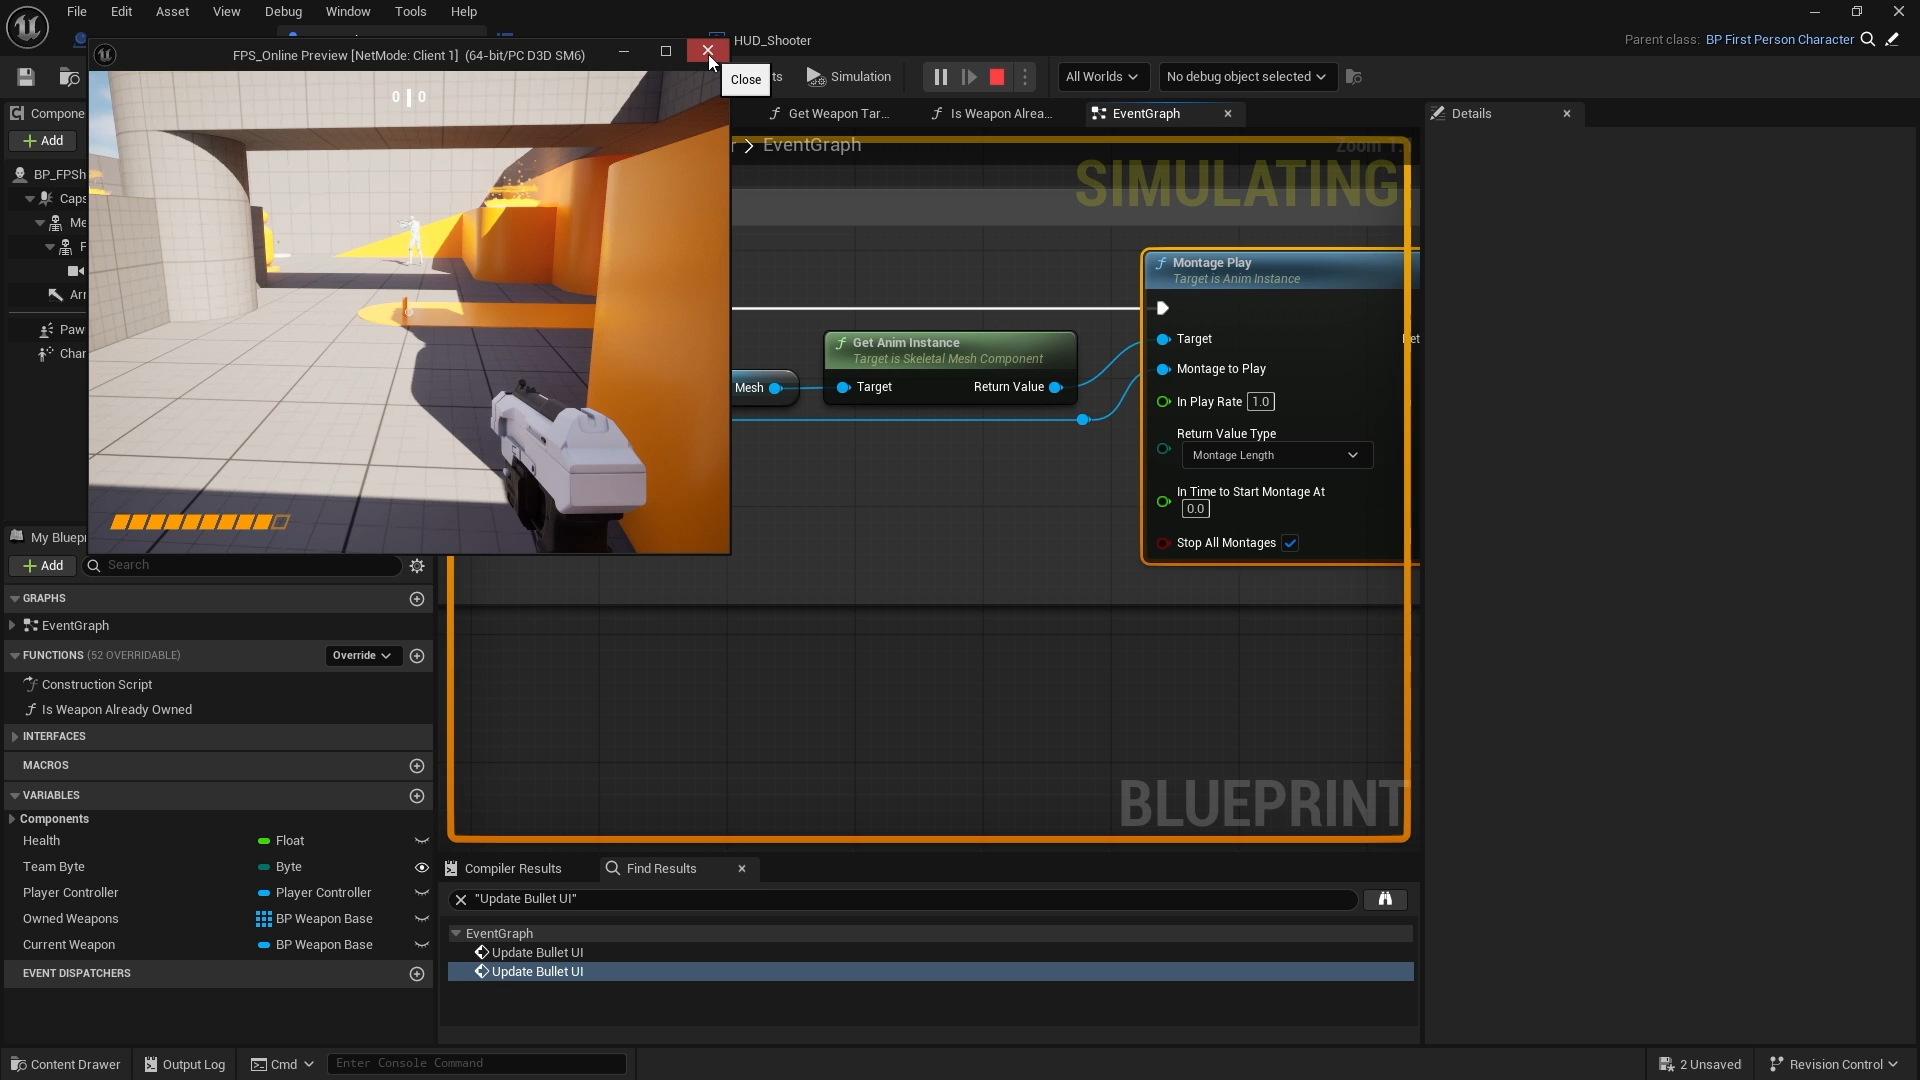 File Edit Asset View Debug Window Tools Help
HUD_Shooter
Parent class: BP First Person Character
FPS_Online Preview [NetMode: Client 1] (64-bit/PC D3D SM6)
Close
Simulation
All Worlds
No debug object selected
Get Weapon Tar...
Is Weapon Alrea...
EventGraph
Details
Add
0 | 0
> EventGraph
Zoom 1:1
SIMULATING
BP_FPSh
Caps
Me
F
Arr
Paw
Char
Montage Play
Target is Anim Instance
Target
Montage to Play
In Play Rate 1.0
Return Value Type
Montage Length
In Time to Start Montage At
0.0
Stop All Montages
Get Anim Instance
Target is Skeletal Mesh Component
Mesh
Target
Return Value
My Bluepr
Add
Search
GRAPHS
EventGraph
FUNCTIONS (52 OVERRIDABLE)
Override
Construction Script
Is Weapon Already Owned
INTERFACES
MACROS
VARIABLES
Components
Health Float
Team Byte Byte
Player Controller Player Controller
Owned Weapons BP Weapon Base
Current Weapon BP Weapon Base
EVENT DISPATCHERS
BLUEPRINT
Compiler Results
Find Results
"Update Bullet UI"
EventGraph
Update Bullet UI
Update Bullet UI
Content Drawer
Output Log
Cmd
Enter Console Command
2 Unsaved
Revision Control